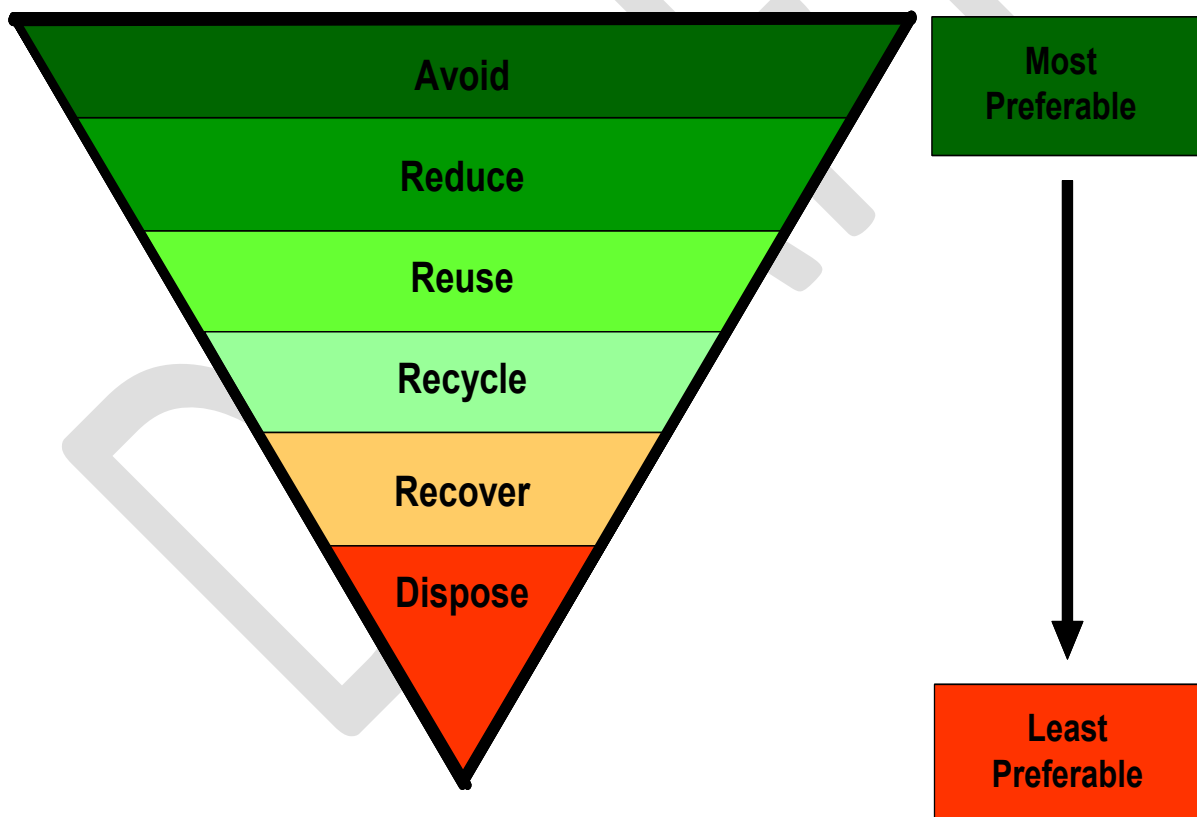 Avoid
Reduce
Reuse
Recycle
Recover
Dispose
Most
Preferable
Least
Preferable